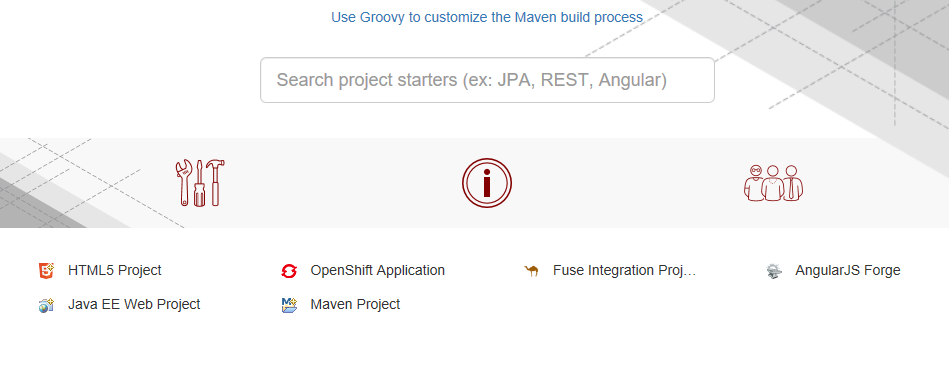 Use Groovy to customize the Maven build process
Search project starters (ex: JPA, REST, Angular)
HTML5 Project
OpenShift Application
Fuse Integration Proj…
AngularJS Forge
Java EE Web Project
Maven Project